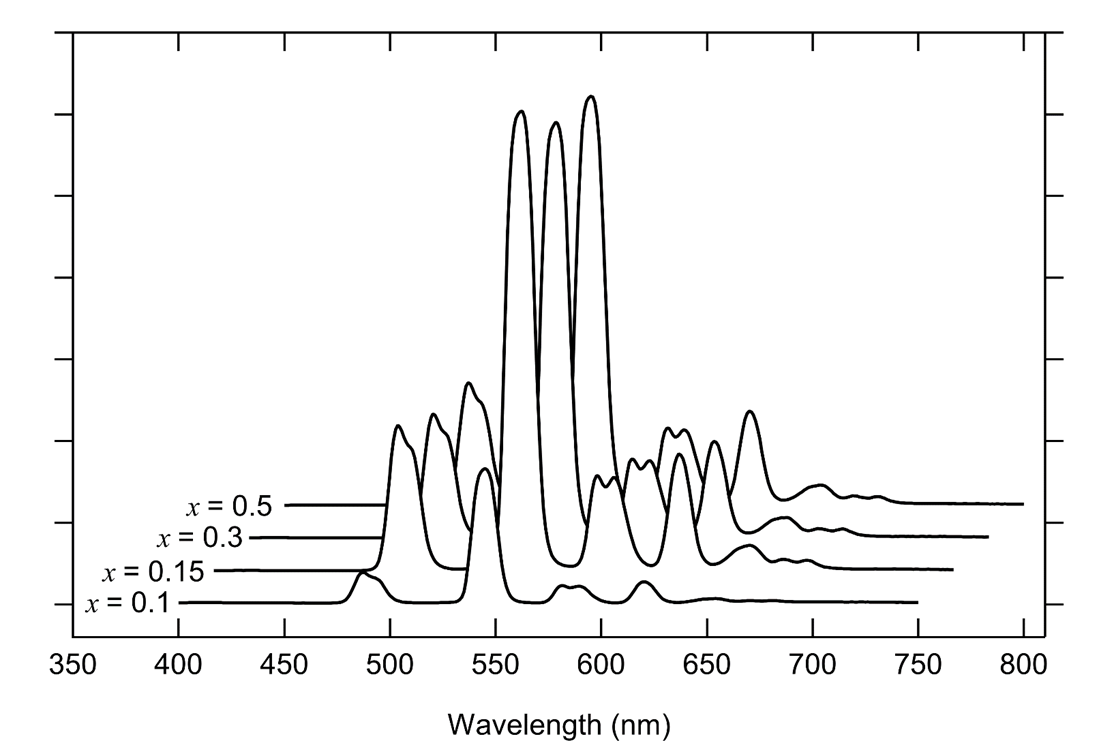 x = 0.5
x = 0.3
x = 0.15
x = 0.1
350 400 450 500 550 600 650 700 750 800
Wavelength (nm)